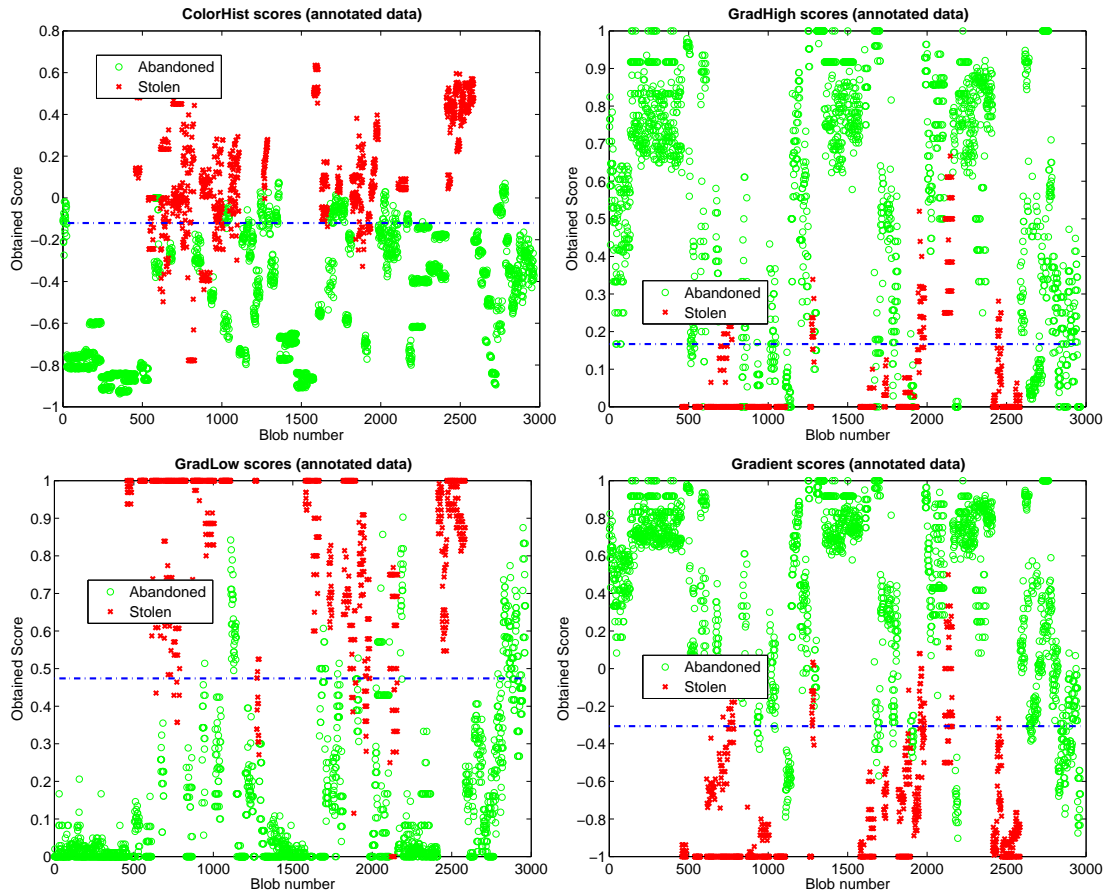 ColorHist scores (annotated data)
0.8
0.6
0.4
0.2
0
−0.2
−0.4
−0.6
−0.8
−1
Obtained Score
Abandoned
Stolen
0 500 1000 1500 2000 2500 3000
Blob number
GradHigh scores (annotated data)
1
0.9
0.8
0.7
0.6
0.5
0.4
0.3
0.2
0.1
0
Obtained Score
Abandoned
Stolen
0 500 1000 1500 2000 2500 3000
Blob number
GradLow scores (annotated data)
1
0.9
0.8
0.7
0.6
0.5
0.4
0.3
0.2
0.1
0
Obtained Score
Abandoned
Stolen
0 500 1000 1500 2000 2500 3000
Blob number
Gradient scores (annotated data)
1
0.8
0.6
0.4
0.2
0
−0.2
−0.4
−0.6
−0.8
−1
Obtained Score
Abandoned
Stolen
0 500 1000 1500 2000 2500 3000
Blob number